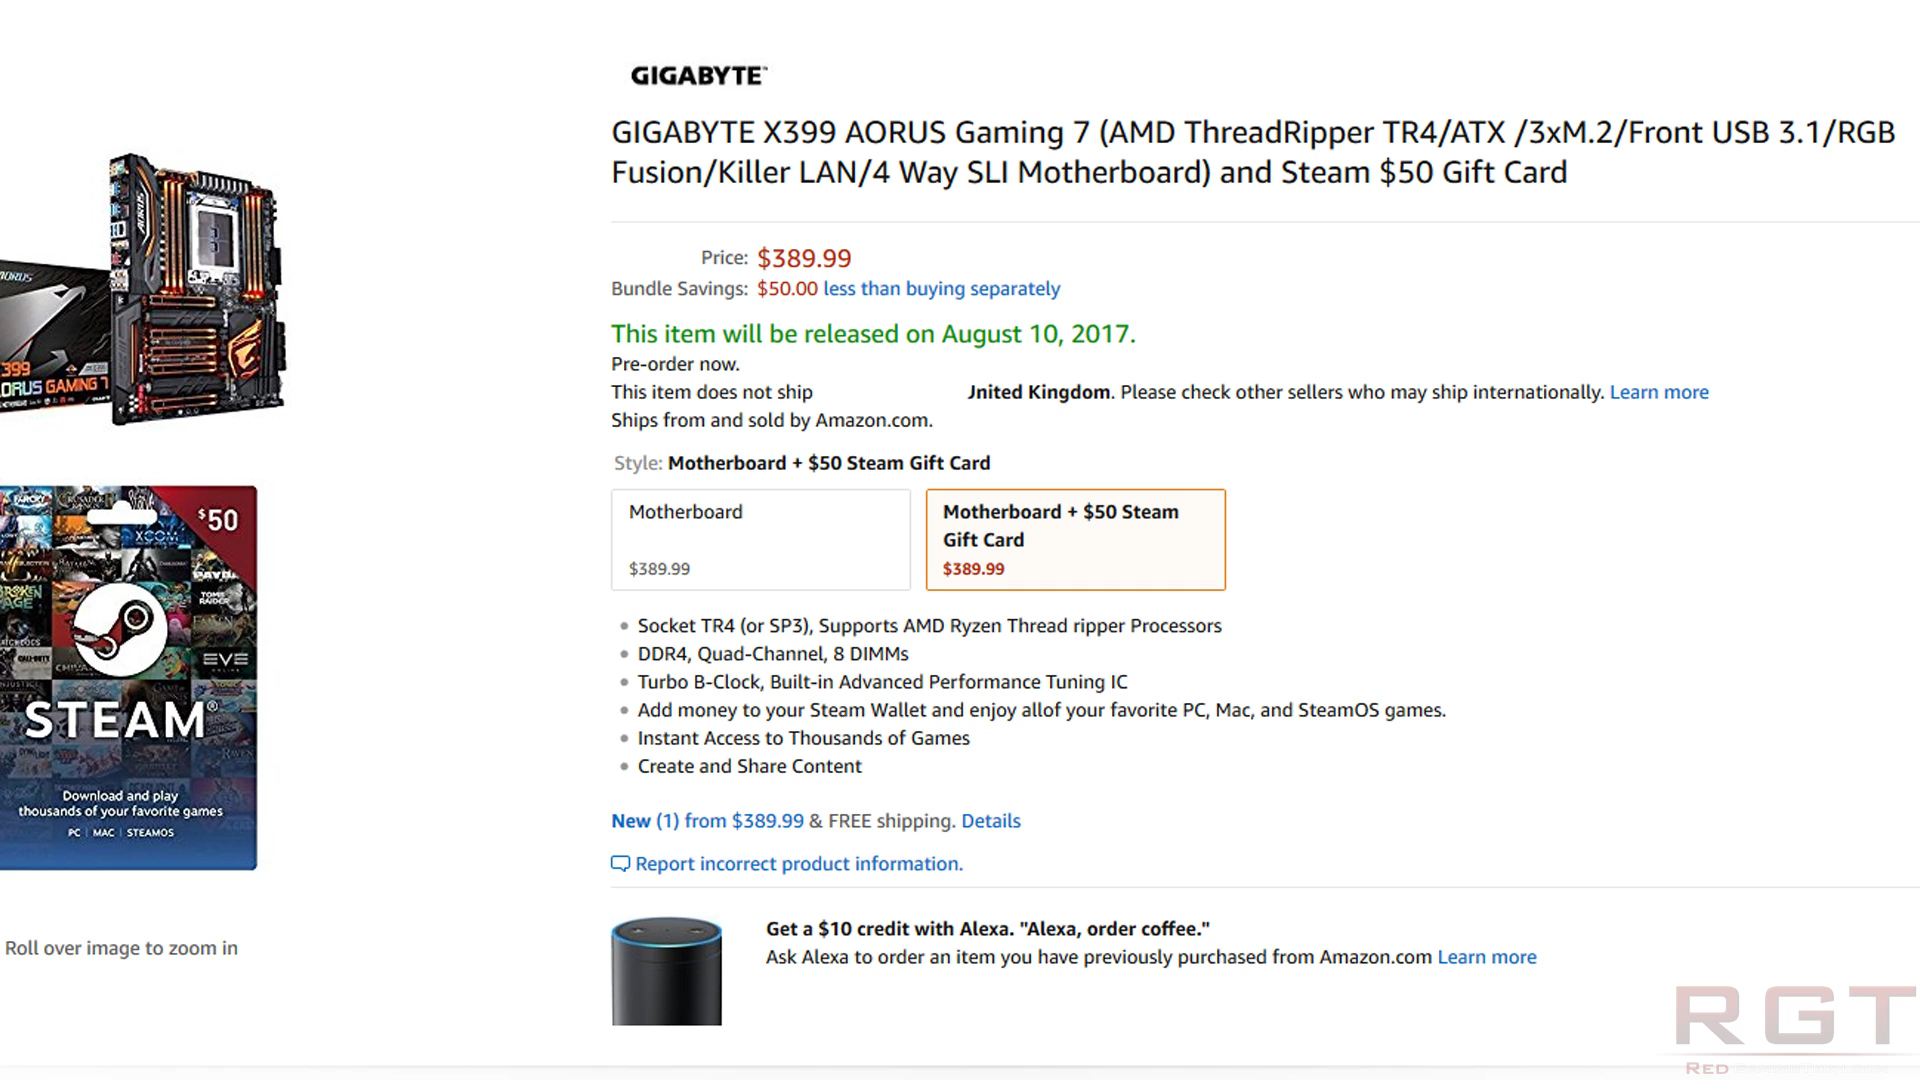 GIGABYTE™
GIGABYTE X399 AORUS Gaming 7 (AMD ThreadRipper TR4/ATX /3xM.2/Front USB 3.1/RGB
Fusion/Killer LAN/4 Way SLI Motherboard) and Steam $50 Gift Card
Price: $389.99
Bundle Savings: $50.00 less than buying separately
This item will be released on August 10, 2017.
Pre-order now.
This item does not ship Jnited Kingdom. Please check other sellers who may ship internationally. Learn more
Ships from and sold by Amazon.com.
Style: Motherboard + $50 Steam Gift Card
Motherboard
$389.99
Motherboard + $50 Steam
Gift Card
$389.99
Socket TR4 (or SP3), Supports AMD Ryzen Thread ripper Processors
DDR4, Quad-Channel, 8 DIMMs
Turbo B-Clock, Built-in Advanced Performance Tuning IC
Add money to your Steam Wallet and enjoy allof your favorite PC, Mac, and SteamOS games.
Instant Access to Thousands of Games
Create and Share Content
New (1) from $389.99 & FREE shipping. Details
Report incorrect product information.
Get a $10 credit with Alexa. "Alexa, order coffee."
Ask Alexa to order an item you have previously purchased from Amazon.com Learn more
AORUS
399
ORUS GAMING 7
$50
XCOM
TOMB
RAIDER
EVE
STEAM®
Download and play
thousands of your favorite games
PC | MAC | STEAMOS
Roll over image to zoom in
RGT
RED